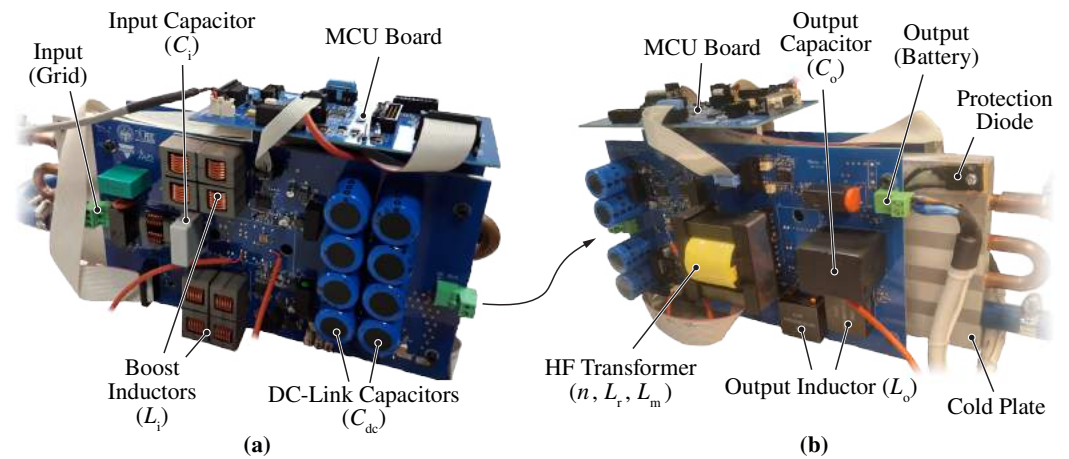 Input Capacitor
(Cᵢ)
MCU Board
Input
(Grid)
Boost
Inductors
(Lᵢ)
DC-Link Capacitors
(C_dc)
(a)
MCU Board
Output
Capacitor
(Cₒ)
Output
(Battery)
Protection
Diode
HF Transformer
(n, Lᵣ, Lₘ)
Output Inductor (Lₒ)
Cold Plate
(b)